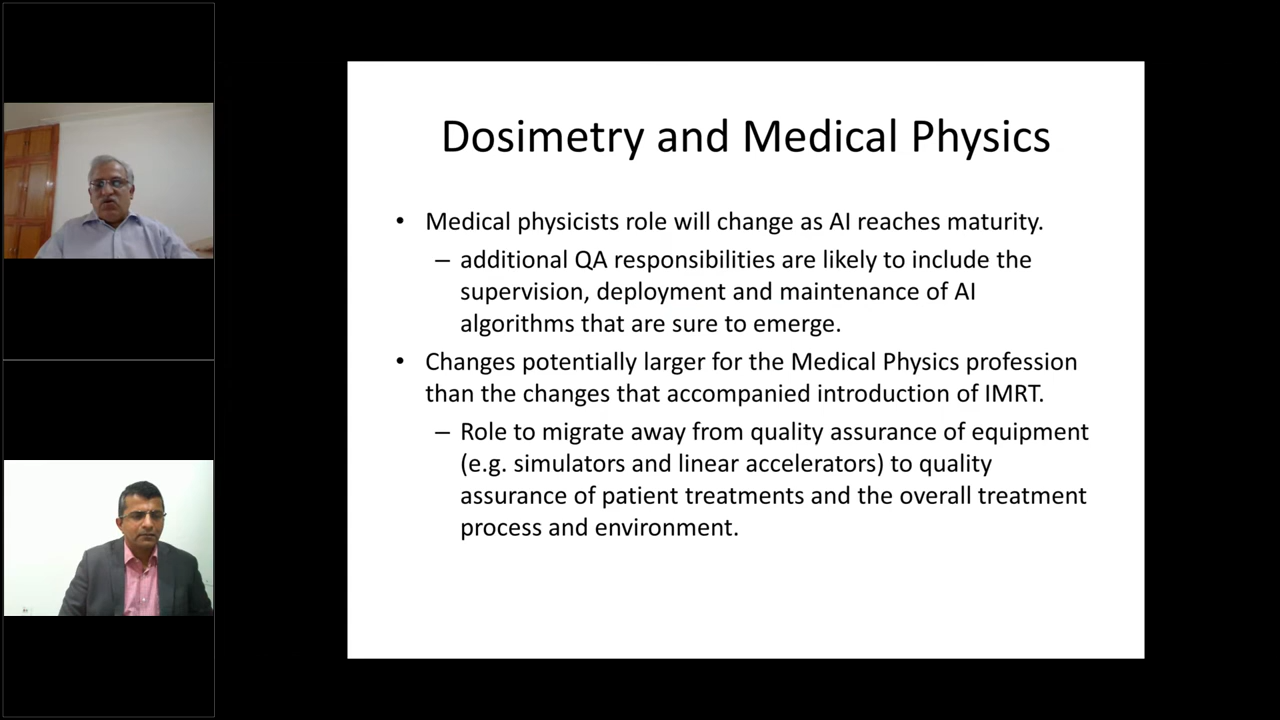 Dosimetry and Medical Physics
• Medical physicists role will change as AI reaches maturity.
– additional QA responsibilities are likely to include the
supervision, deployment and maintenance of AI
algorithms that are sure to emerge.
• Changes potentially larger for the Medical Physics profession
than the changes that accompanied introduction of IMRT.
– Role to migrate away from quality assurance of equipment
(e.g. simulators and linear accelerators) to quality
assurance of patient treatments and the overall treatment
process and environment.